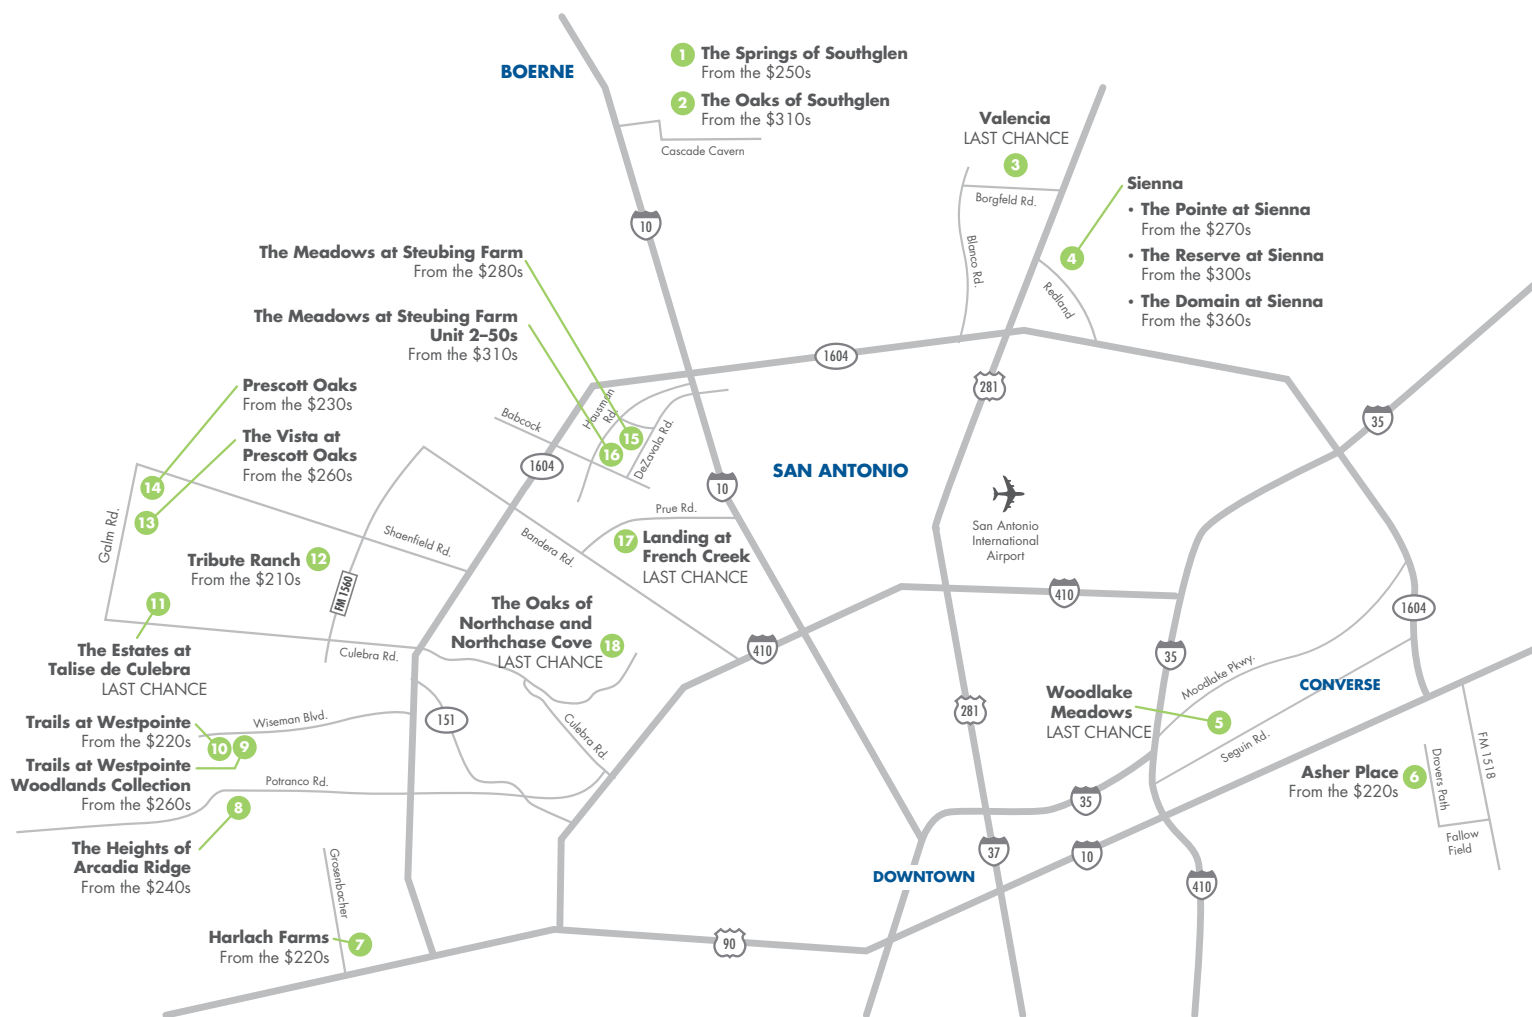 BOERNE
1 The Springs of Southglen
From the $250s
2 The Oaks of Southglen
From the $310s
Cascade Cavern
10
Valencia
LAST CHANCE
3
Borgfeld Rd.
Blanco Rd.
Sienna
• The Pointe at Sienna
From the $270s
• The Reserve at Sienna
From the $300s
• The Domain at Sienna
From the $360s
4
Redland
The Meadows at Steubing Farm
From the $280s
The Meadows at Steubing Farm
Unit 2–50s
From the $310s
1604
281
35
Prescott Oaks
From the $230s
The Vista at
Prescott Oaks
From the $260s
Babcock
Hausman
Rd.
DeZavala Rd.
15
16
1604
10
SAN ANTONIO
San Antonio
International
Airport
14
13
Galm Rd.
Shaenfield Rd.
Bandera Rd.
Prue Rd.
17
Landing at
French Creek
LAST CHANCE
Tribute Ranch
From the $210s
12
FM 1560
11
The Estates at
Talise de Culebra
LAST CHANCE
Culebra Rd.
The Oaks of
Northchase and
Northchase Cove
LAST CHANCE
18
410
410
1604
35
Moodlake Pkwy.
CONVERSE
Woodlake
Meadows
LAST CHANCE
5
Seguin Rd.
Trails at Westpointe
From the $220s
10
9
Wiseman Blvd.
151
Culebra Rd.
281
Trails at Westpointe
Woodlands Collection
From the $260s
Potranco Rd.
8
The Heights of
Arcadia Ridge
From the $240s
Asher Place
From the $220s
6
Drovers Path
FM 1518
Fallow
Field
35
37
10
DOWNTOWN
410
Grosenbacher
Harlach Farms
From the $220s
7
90